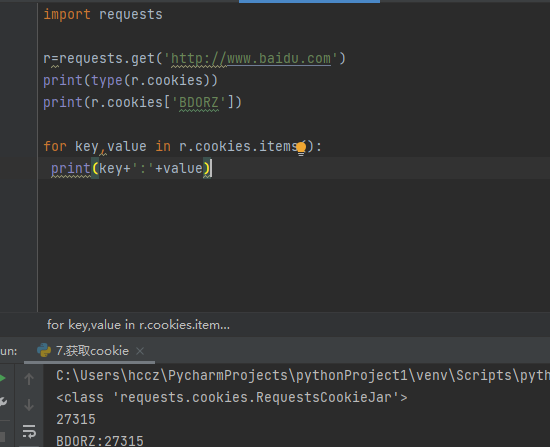 import requests
r=requests.get('http://www.baidu.com')
print(type(r.cookies))
print(r.cookies['BDORZ'])
for key,value in r.cookies.items():
print(key+':'+value)
for key,value in r.cookies.item...
un:
7.获取cookie
C:\Users\hccz\PycharmProjects\pythonProject1\venv\Scripts\pyth
<class 'requests.cookies.RequestsCookieJar'>
27315
BDORZ:27315